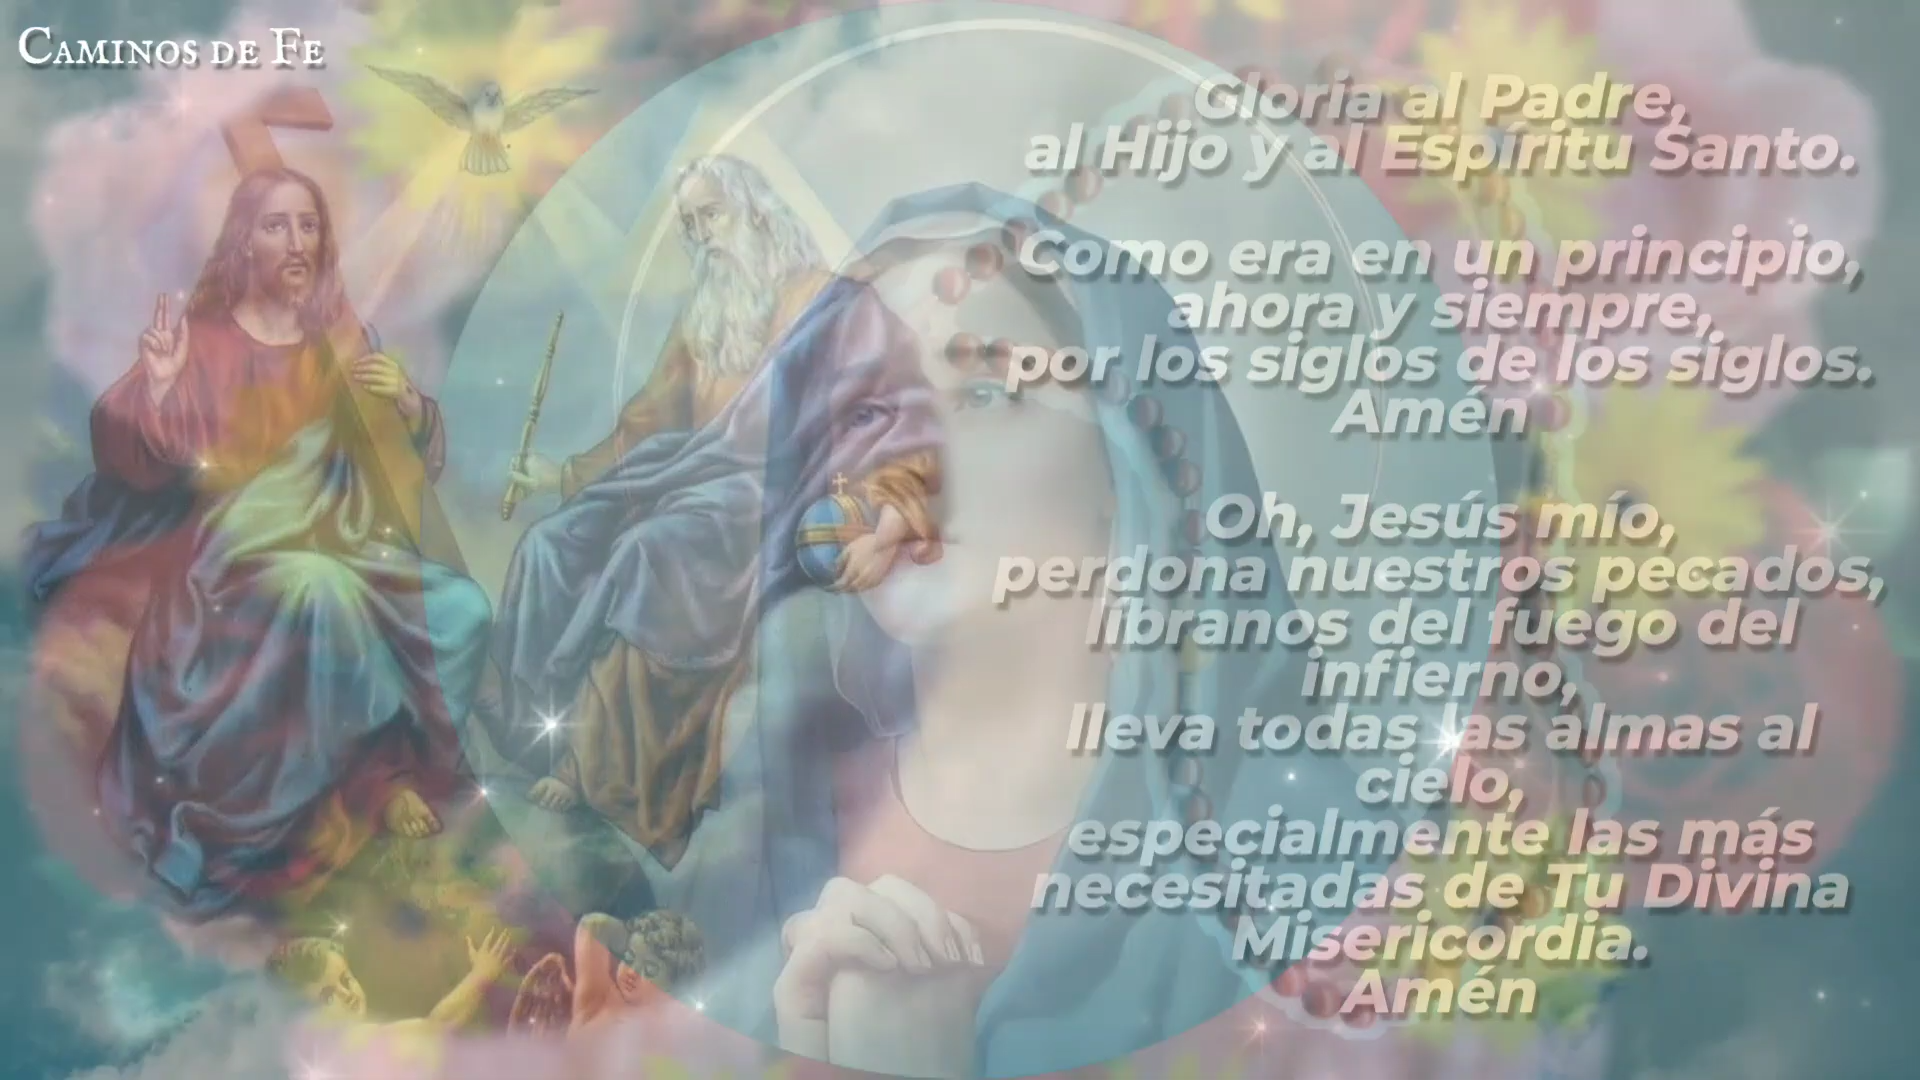 Caminos de Fe
Gloria al Padre,
al Hijo y al Espíritu Santo.
Como era en un principio,
ahora y siempre,
por los siglos de los siglos.
Amén
Oh, Jesús mío,
perdona nuestros pecados,
líbranos del fuego del
infierno,
lleva todas las almas al
cielo,
especialmente las más
necesitadas de Tu Divina
Misericordia.
Amén